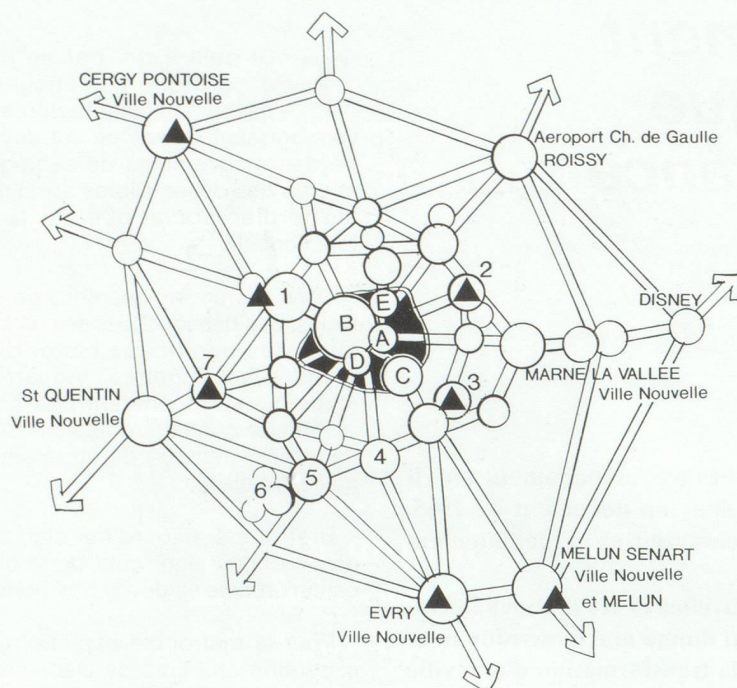 CERGY PONTOISE
Ville Nouvelle
Aeroport Ch. de Gaulle
ROISSY
2
1
E
DISNEY
B
A
D
C
7
MARNE LA VALLEE
Ville Nouvelle
St QUENTIN
Ville Nouvelle
3
4
5
6
MELUN SENART
Ville Nouvelle
et MELUN
EVRY
Ville Nouvelle